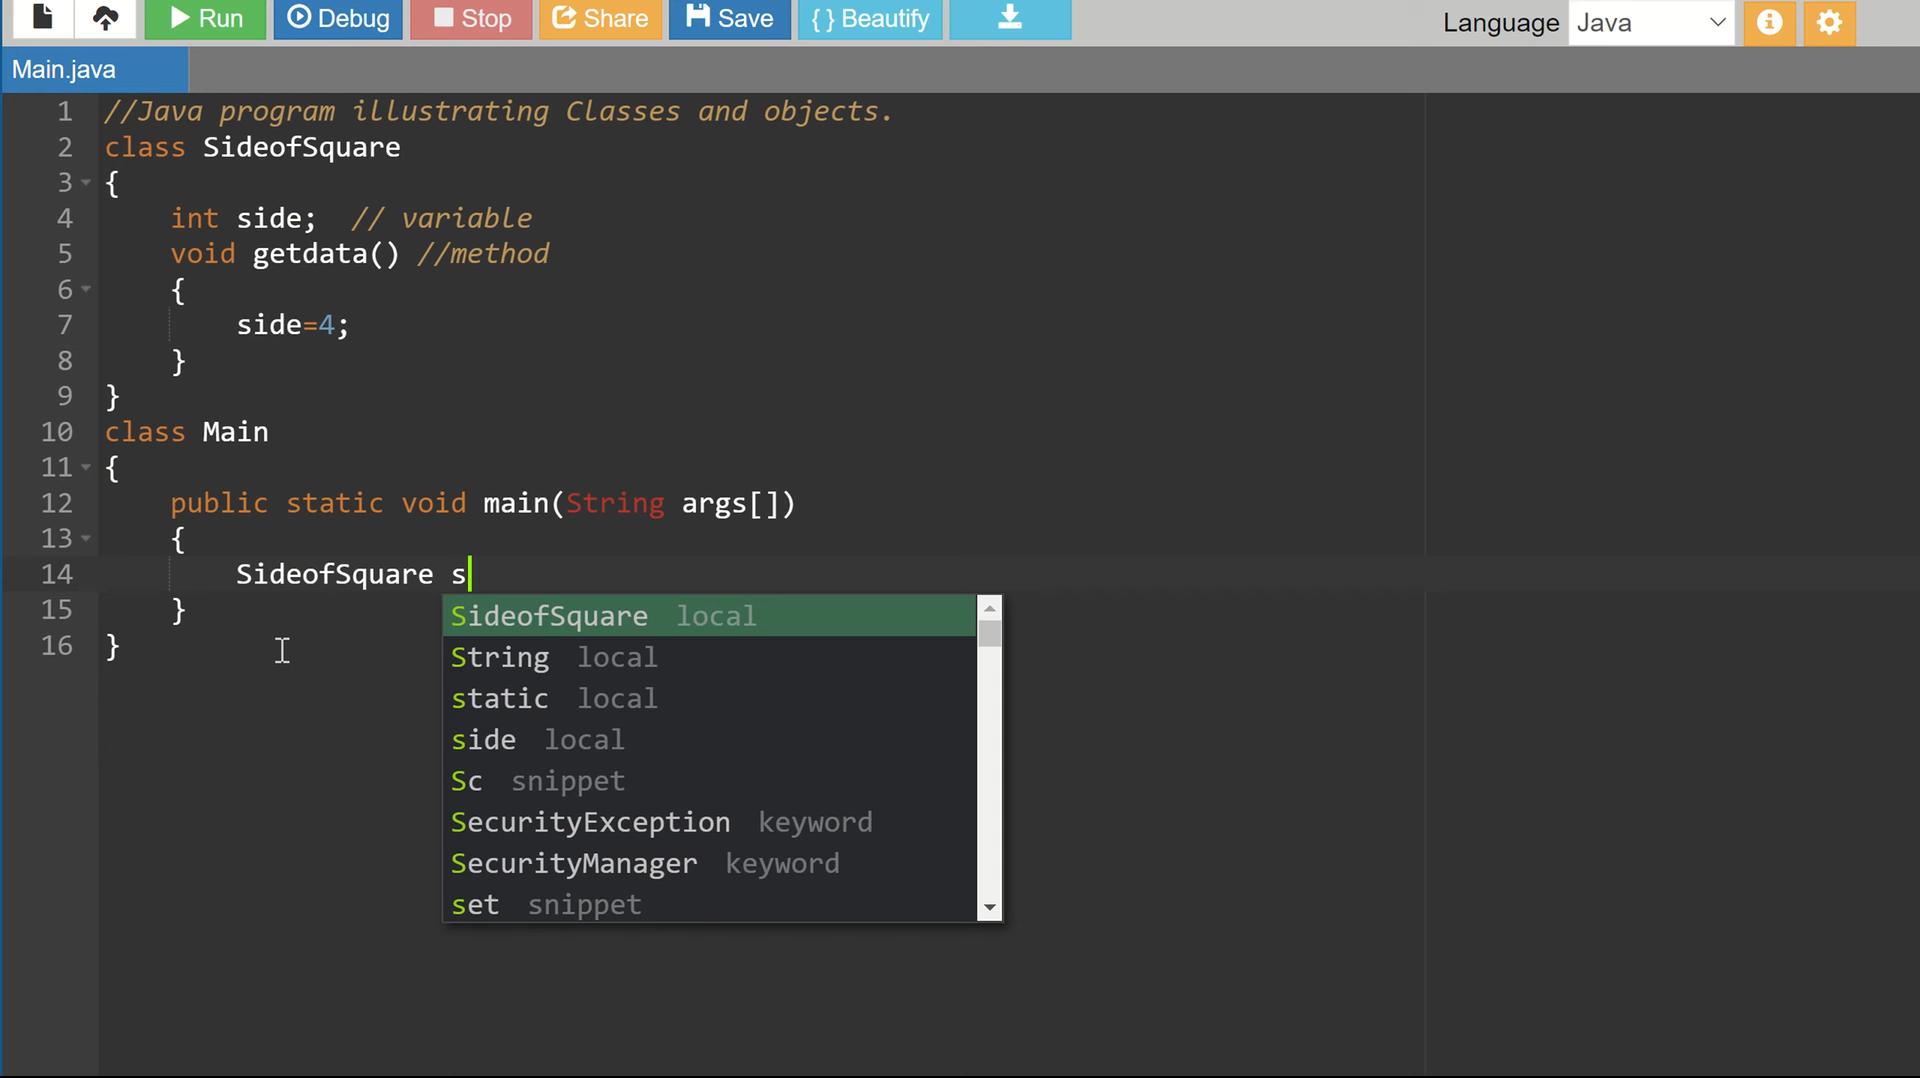 Run Debug Stop Share Save { } Beautify Language Java
Main.java
1 //Java program illustrating Classes and objects.
2 class SideofSquare
3 {
4 int side; // variable
5 void getdata() //method
6 {
7 side=4;
8 }
9 }
10 class Main
11 {
12 public static void main(String args[])
13 {
14 SideofSquare s
15 }
16 }
SideofSquare local
String local
static local
side local
Sc snippet
SecurityException keyword
SecurityManager keyword
set snippet